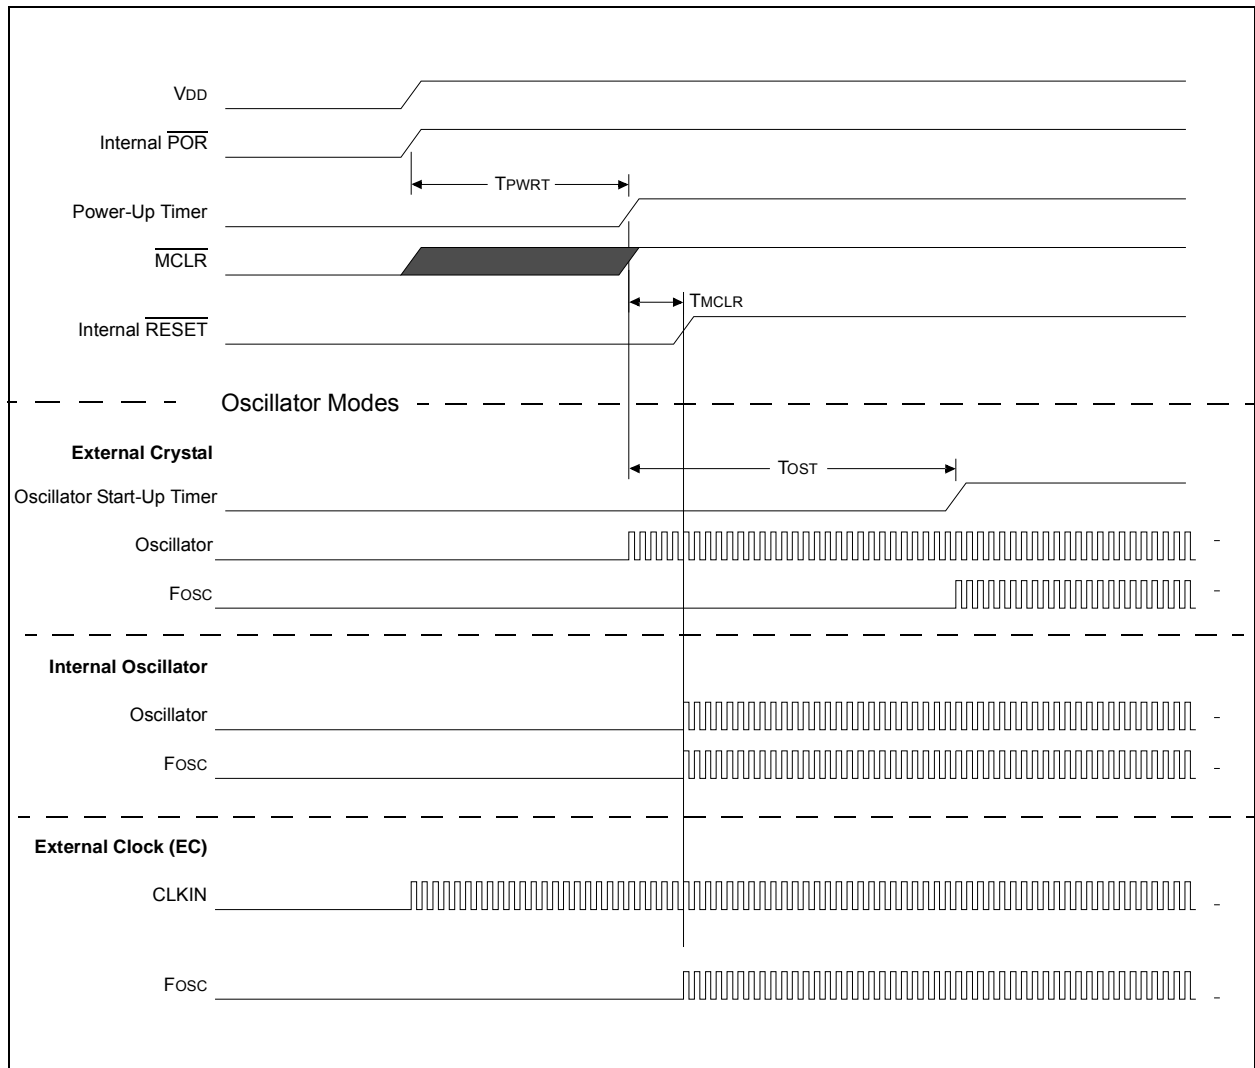 VDD
Internal POR
TPWRT
Power-Up Timer
MCLR
TMCLR
Internal RESET
Oscillator Modes
External Crystal
TOST
Oscillator Start-Up Timer
Oscillator
FOSC
Internal Oscillator
Oscillator
FOSC
External Clock (EC)
CLKIN
FOSC